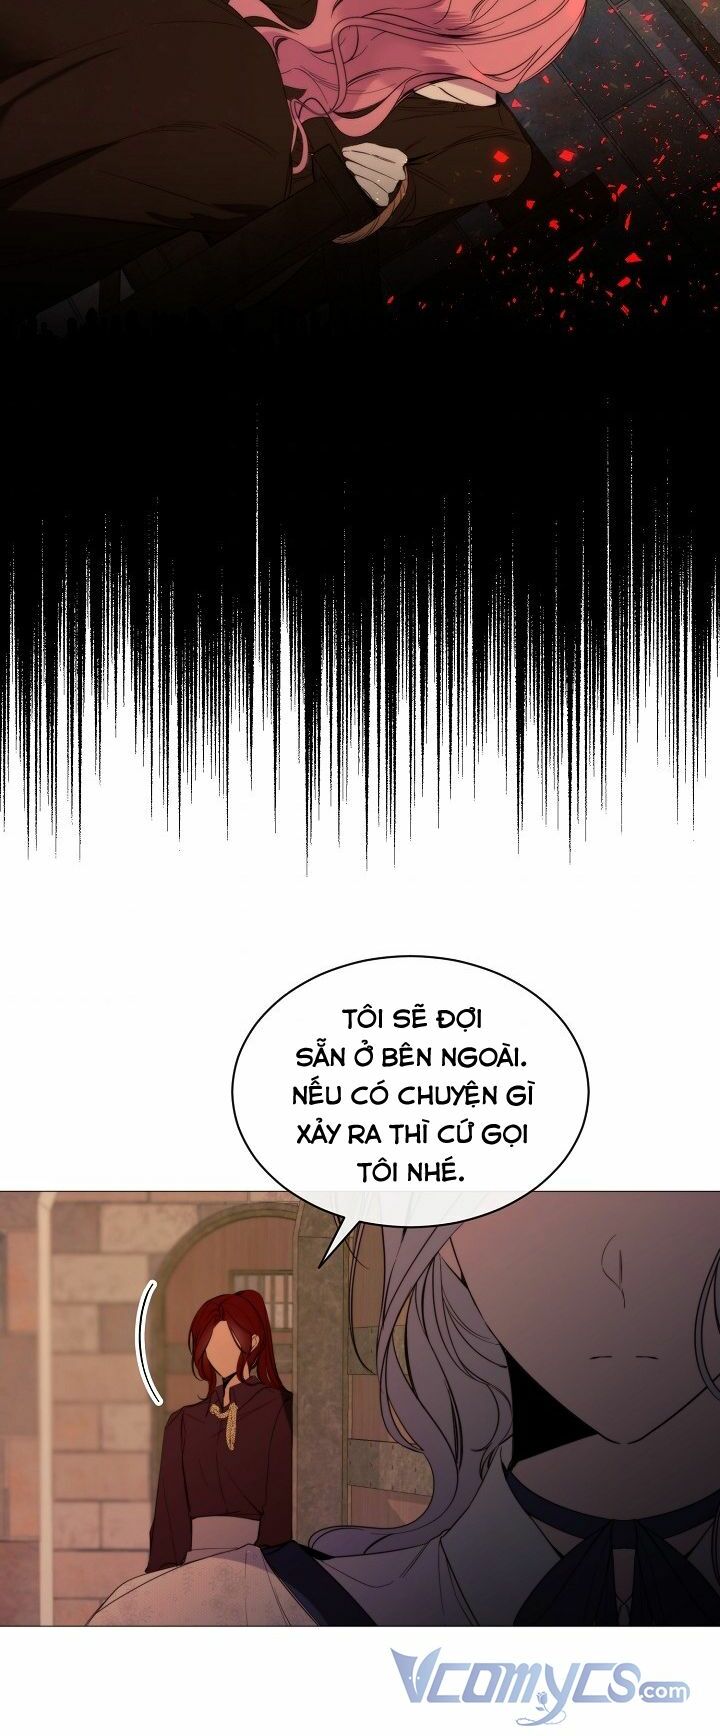 TÔI SẼ ĐỢI
SẴN Ở BÊN NGOÀI.
NẾU CÓ CHUYỆN GÌ
XẢY RA THÌ CỨ GỌI
TÔI NHÉ.
VCOMYCS.com